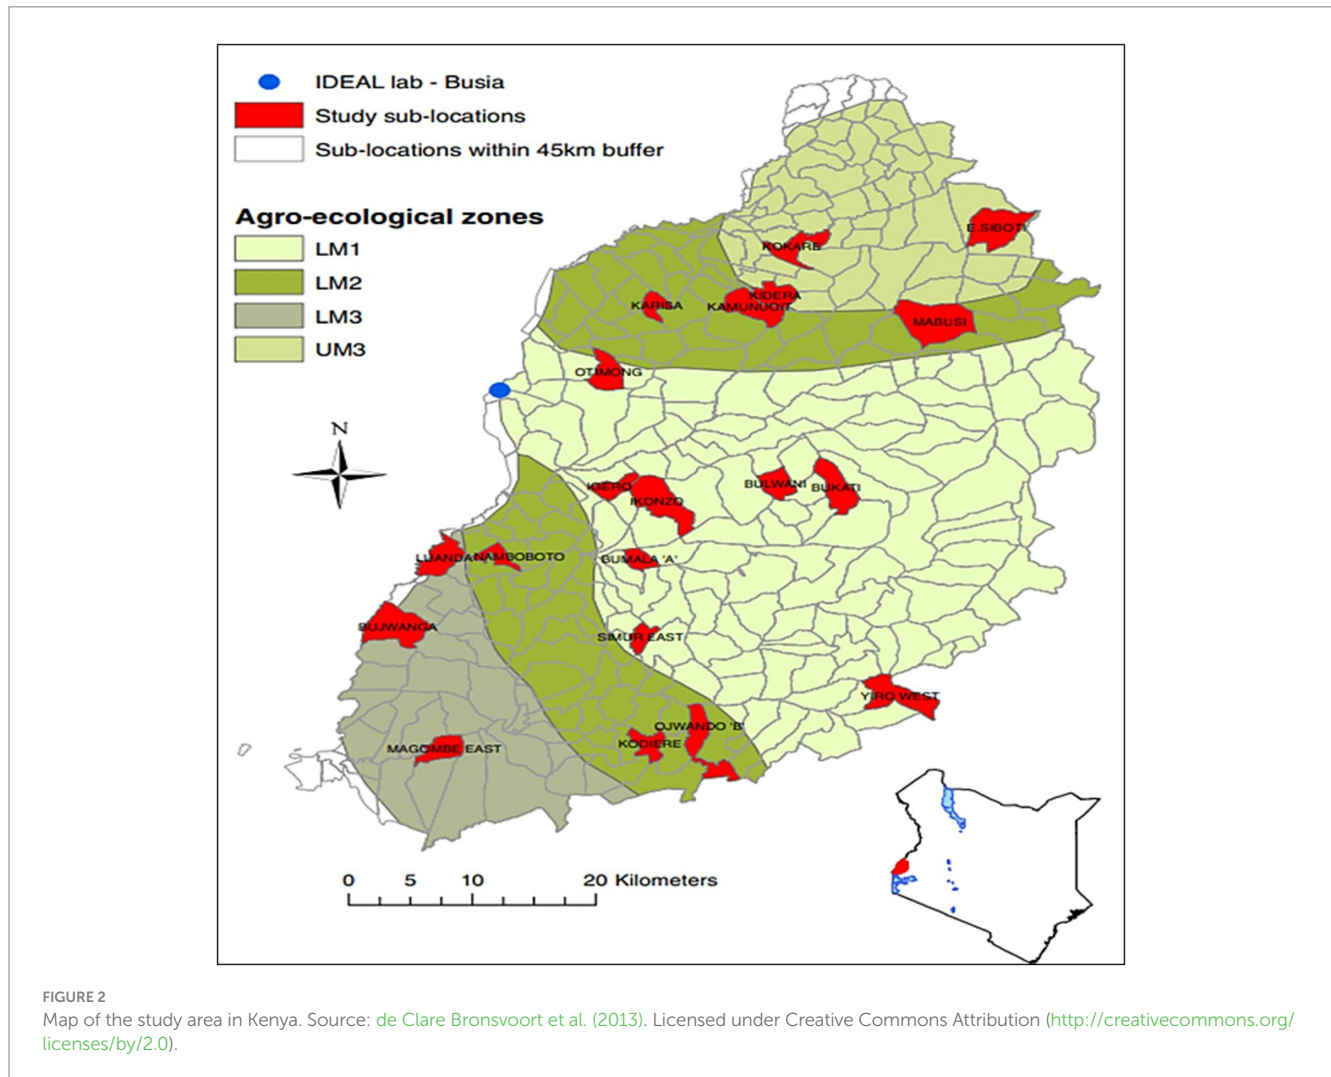 IDEAL lab - Busia
Study sub-locations
Sub-locations within 45km buffer
Agro-ecological zones
LM1
LM2
LM3
UM3
E.SIBOTI
KOKARE
KIDERA
KARISA
KAMUNUOIT
MABUSI
OTIMONG
N
IGERO
IKONZO
BULWANI
BUKATI
LUANDA
NAMBOBOTO
BUMALA 'A'
BUJWANGA
SIMUR EAST
YIRO WEST
OJWANDO 'B'
KODIERE
MAGOMBE EAST
0 5 10 20 Kilometers
FIGURE 2
Map of the study area in Kenya. Source: de Clare Bronsvoort et al. (2013). Licensed under Creative Commons Attribution (http://creativecommons.org/
licenses/by/2.0).